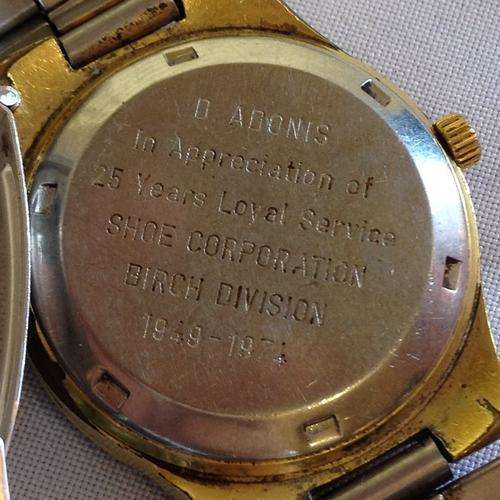 D ADONIS
In Appreciation of
25 Years Loyal Service
SHOE CORPORATION
BIRCH DIVISION
1949-1974